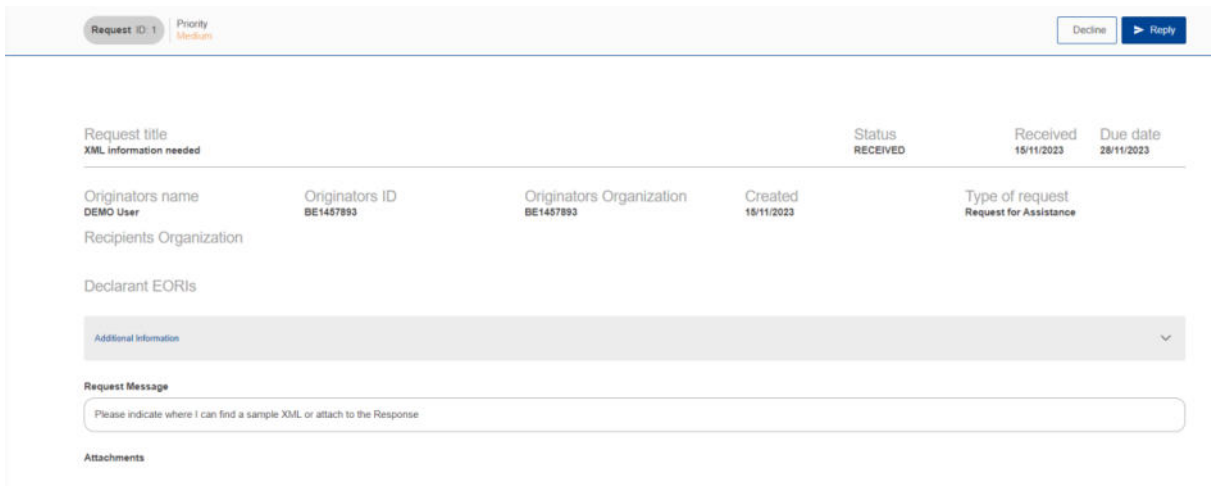 Request ID: 1
Priority
Medium
Decline
Reply
Request title
XML information needed
Status
RECEIVED
Received
15/11/2023
Due date
28/11/2023
Originators name
DEMO User
Originators ID
BE1457893
Originators Organization
BE1457893
Created
15/11/2023
Type of request
Request for Assistance
Recipients Organization
Declarant EORIs
Additional Information
Request Message
Please indicate where I can find a sample XML or attach to the Response
Attachments